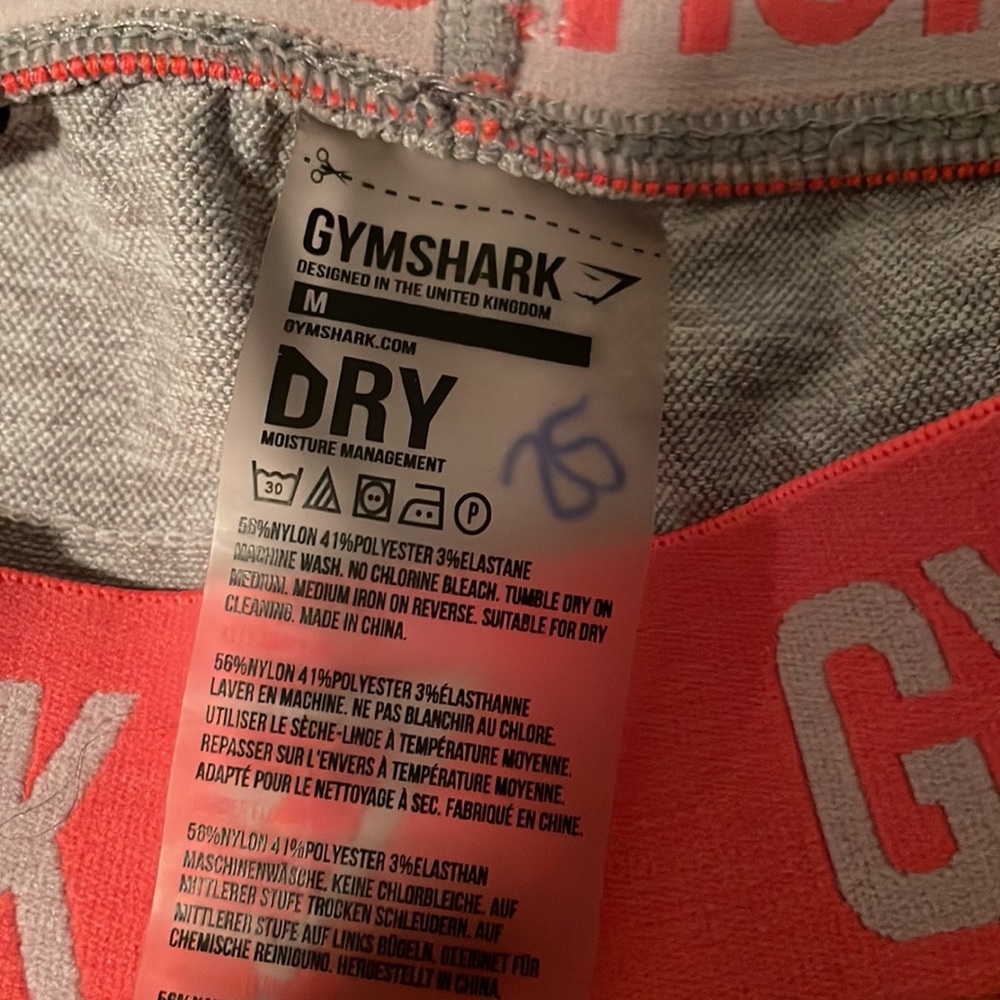 GYMSHARK
DESIGNED IN THE UNITED KINGDOM
M
GYMSHARK.COM
DRY
MOISTURE MANAGEMENT
30
P
56%NYLON 41%POLYESTER 3%ELASTANE
MACHINE WASH. NO CHLORINE BLEACH. TUMBLE DRY ON
MEDIUM. MEDIUM IRON ON REVERSE. SUITABLE FOR DRY
CLEANING. MADE IN CHINA.
56%NYLON 41%POLYESTER 3%ÉLASTHANNE
LAVER EN MACHINE. NE PAS BLANCHIR AU CHLORE.
UTILISER LE SÈCHE-LINGE À TEMPÉRATURE MOYENNE.
REPASSER SUR L'ENVERS À TEMPÉRATURE MOYENNE.
ADAPTÉ POUR LE NETTOYAGE À SEC. FABRIQUÉ EN CHINE.
56%NYLON 41%POLYESTER 3%ELASTHAN
MASCHINENWÄSCHE. KEINE CHLORBLEICHE. AUF
MITTLERER STUFE TROCKEN SCHLEUDERN. AUF
MITTLERER STUFE AUF LINKS BÜGELN. GEEIGNET FÜR
CHEMISCHE REINIGUNG. HERGESTELLT IN CHINA.
K
GY